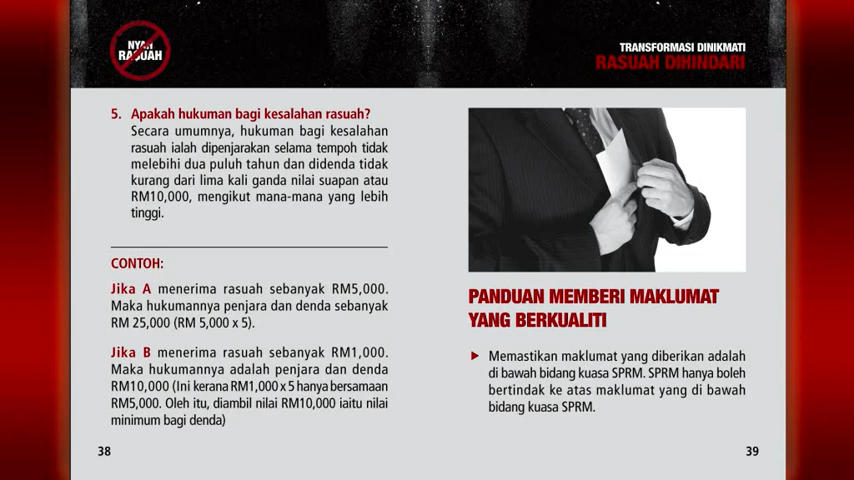 NYAH
RASUAH
TRANSFORMASI DINIKMATI
RASUAH DIHINDARI
5. Apakah hukuman bagi kesalahan rasuah?
Secara umumnya, hukuman bagi kesalahan
rasuah ialah dipenjarakan selama tempoh tidak
melebihi dua puluh tahun dan didenda tidak
kurang dari lima kali ganda nilai suapan atau
RM10,000, mengikut mana-mana yang lebih
tinggi.
CONTOH:
Jika A menerima rasuah sebanyak RM5,000.
Maka hukumannya penjara dan denda sebanyak
RM 25,000 (RM 5,000 x 5).
Jika B menerima rasuah sebanyak RM1,000.
Maka hukumannya adalah penjara dan denda
RM10,000 (Ini kerana RM1,000 x 5 hanya bersamaan
RM5,000. Oleh itu, diambil nilai RM10,000 iaitu nilai
minimum bagi denda)
38
PANDUAN MEMBERI MAKLUMAT
YANG BERKUALITI
Memastikan maklumat yang diberikan adalah
di bawah bidang kuasa SPRM. SPRM hanya boleh
bertindak ke atas maklumat yang di bawah
bidang kuasa SPRM.
39